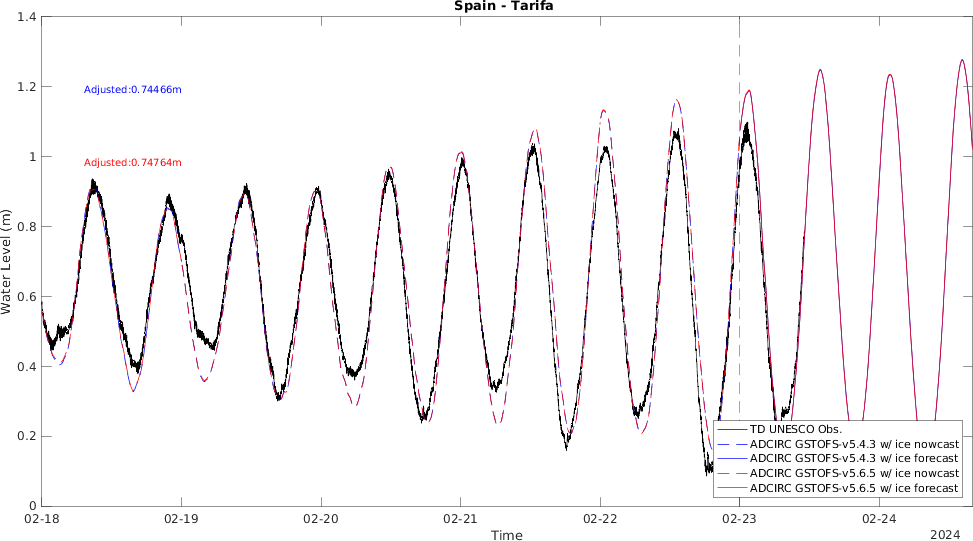 Spain - Tarifa
1.4
1.2
1
0.8
0.6
0.4
0.2
0
Water Level (m)
Adjusted:0.74466m
Adjusted:0.74764m
TD UNESCO Obs.
ADCIRC GSTOFS-v5.4.3 w/ ice nowcast
ADCIRC GSTOFS-v5.4.3 w/ ice forecast
ADCIRC GSTOFS-v5.6.5 w/ ice nowcast
ADCIRC GSTOFS-v5.6.5 w/ ice forecast
02-18 02-19 02-20 02-21 02-22 02-23 02-24
Time
2024